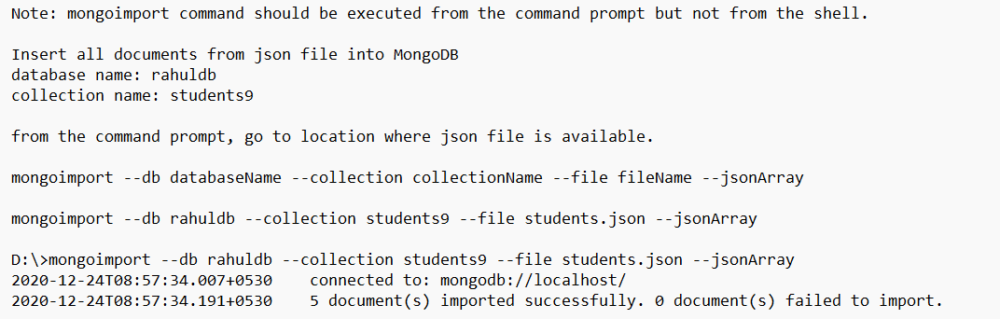 Note: mongoimport command should be executed from the command prompt but not from the shell.
Insert all documents from json file into MongoDB
database name: rahuldb
collection name: students9
from the command prompt, go to location where json file is available.
mongoimport --db databaseName --collection collectionName --file fileName --jsonArray
mongoimport --db rahuldb --collection students9 --file students.json --jsonArray
D:\>mongoimport --db rahuldb --collection students9 --file students.json --jsonArray
2020-12-24T08:57:34.007+0530    connected to: mongodb://localhost/
2020-12-24T08:57:34.191+0530    5 document(s) imported successfully. 0 document(s) failed to import.